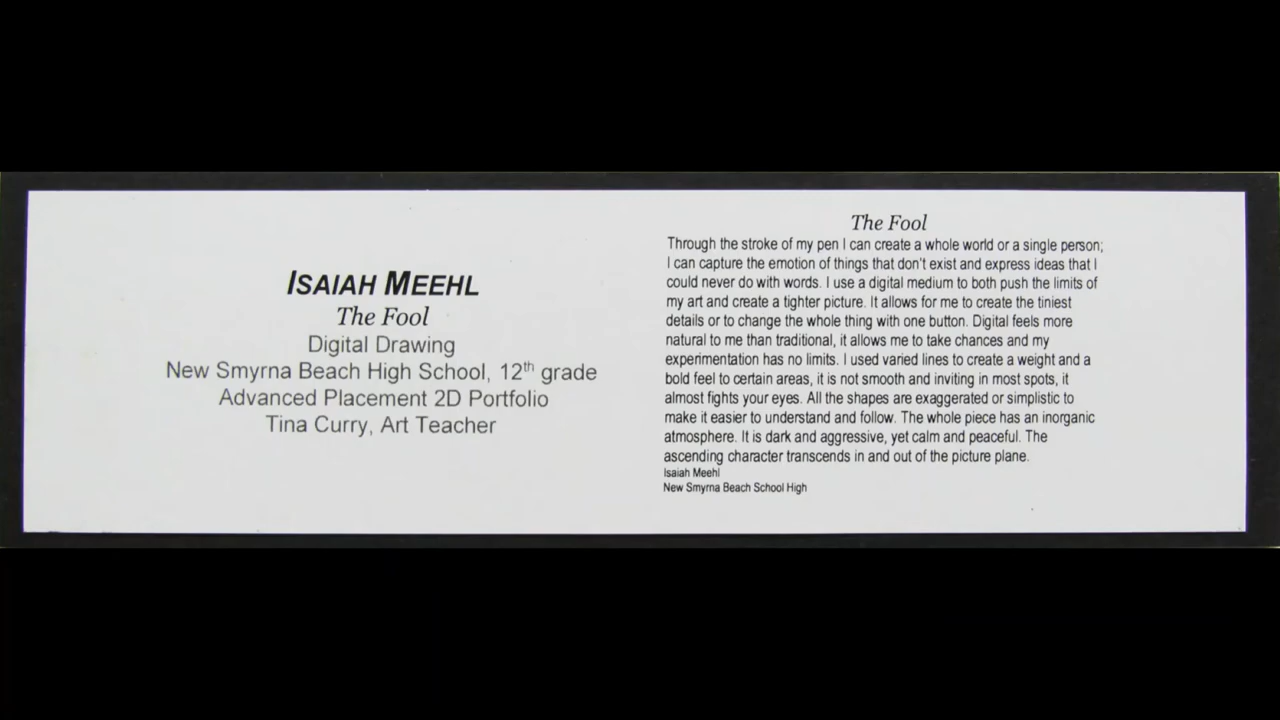 ISAIAH MEEHL
The Fool
Digital Drawing
New Smyrna Beach High School, 12th grade
Advanced Placement 2D Portfolio
Tina Curry, Art Teacher
The Fool
Through the stroke of my pen I can create a whole world or a single person;
I can capture the emotion of things that don't exist and express ideas that I
could never do with words. I use a digital medium to both push the limits of
my art and create a tighter picture. It allows for me to create the tiniest
details or to change the whole thing with one button. Digital feels more
natural to me than traditional, it allows me to take chances and my
experimentation has no limits. I used varied lines to create a weight and a
bold feel to certain areas, it is not smooth and inviting in most spots, it
almost fights your eyes. All the shapes are exaggerated or simplistic to
make it easier to understand and follow. The whole piece has an inorganic
atmosphere. It is dark and aggressive, yet calm and peaceful. The
ascending character transcends in and out of the picture plane.
Isaiah Meehl
New Smyrna Beach School High